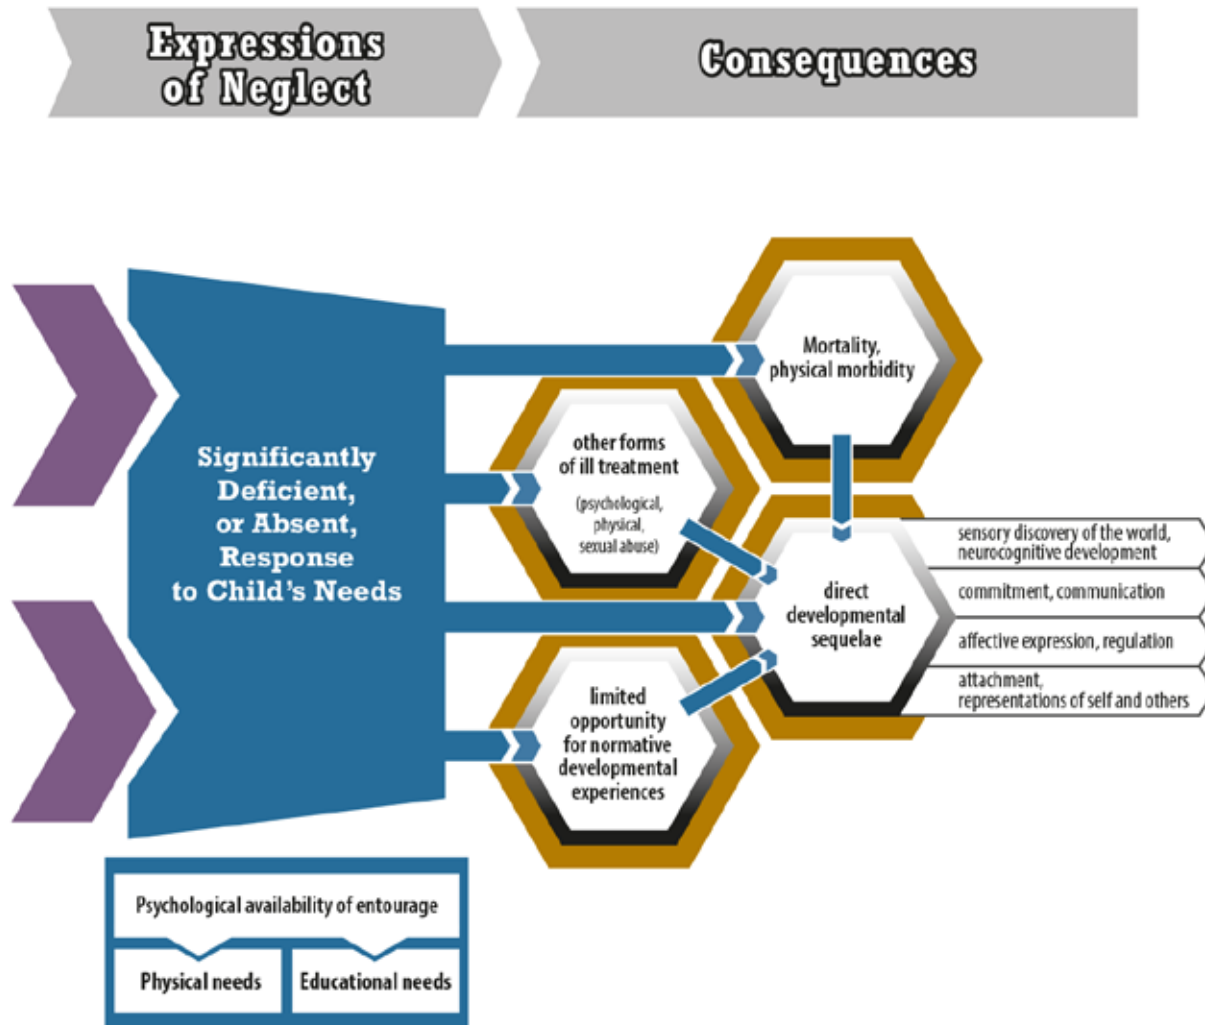 Expressions
of Neglect
Consequences
Significantly
Deficient,
or Absent,
Response
to Child's Needs
Mortality,
physical morbidity
other forms
of ill treatment
(psychological,
physical,
sexual abuse)
direct
developmental
sequelae
sensory discovery of the world,
neurocognitive development
commitment, communication
affective expression, regulation
attachment,
representations of self and others
limited
opportunity
for normative
developmental
experiences
Psychological availability of entourage
Physical needs
Educational needs